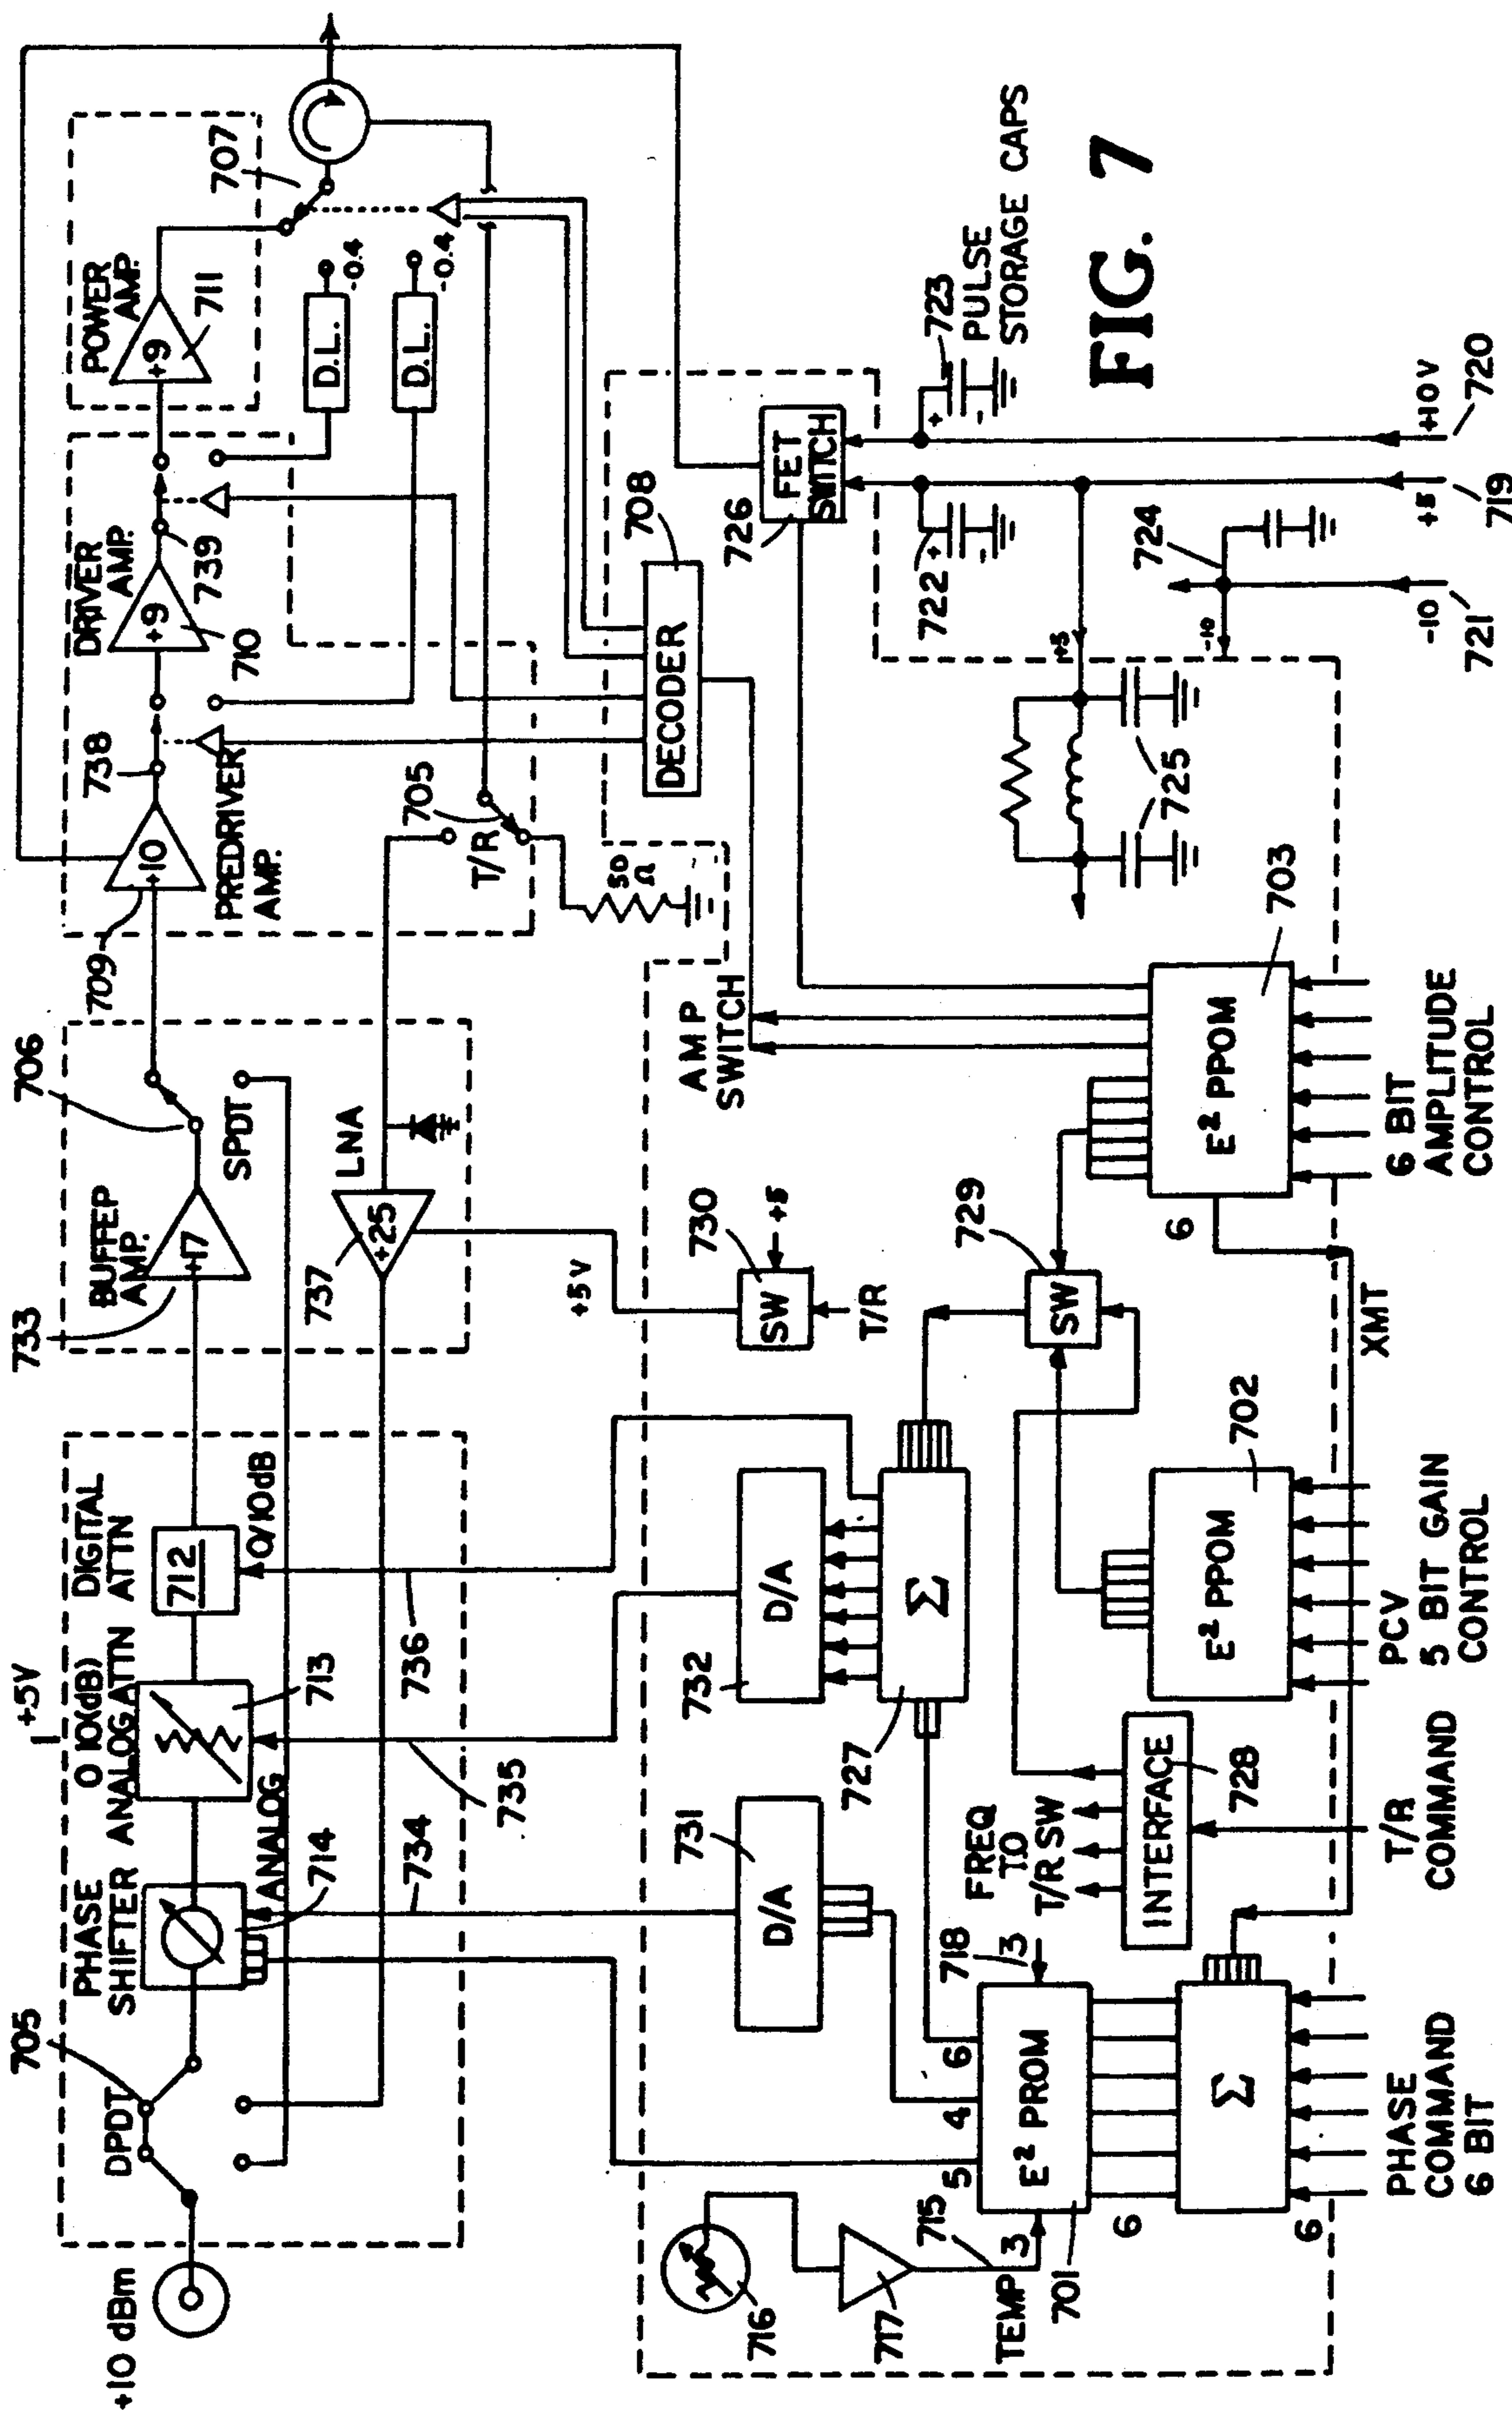 +10 dBm
705
DPDT
PHASE
SHIFTER
714
ANALOG
734
+5V
0 10(dB)
ANALOG ATTN
713
735
DIGITAL
ATTN
712
0/10dB
736
733
BUFFEP
AMP.
+17
706
SPDT
LNA
+25
737
709
+10
PREDRIVER
AMP.
738
DRIVER
AMP.
+9
710
739
POWER
AMP.
+9
711
707
D.L.
-0.4
D.L.
-0.4
T/R
705
50
Ω
AMP
SWITCH
+5V
730
SW
+5
T/R
708
DECODER
726
FET
SWITCH
722
+
-
723
+
-
PULSE
STORAGE CAPS
+10V
720
+5
719
724
-10
-10
721
+5
725
716
717
715
TEMP
3
701
E² PROM
5
4
6
718
3
6
Σ
6
PHASE
COMMAND
6 BIT
731
D/A
732
D/A
727
Σ
FREQ
TO
T/R SW
INTERFACE
728
T/R
COMMAND
729
SW
702
E² PPOM
PCV
5 BIT GAIN
CONTROL
XMT
6
703
E² PPOM
6 BIT
AMPLITUDE
CONTROL
FIG. 7